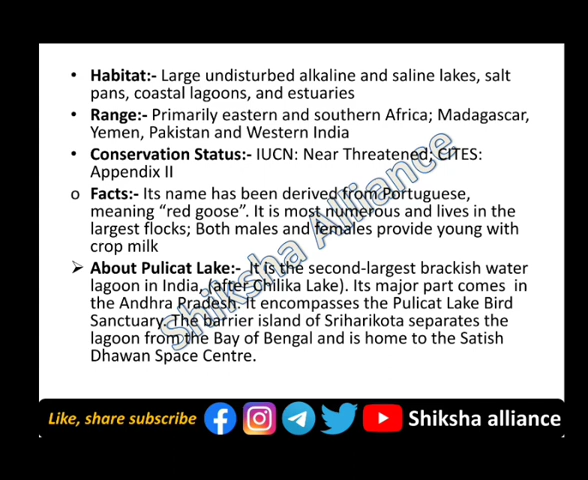 • Habitat:- Large undisturbed alkaline and saline lakes, salt
pans, coastal lagoons, and estuaries
• Range:- Primarily eastern and southern Africa; Madagascar,
Yemen, Pakistan and Western India
• Conservation Status:- IUCN: Near Threatened; CITES:
Appendix II
o Facts:- Its name has been derived from Portuguese,
meaning “red goose”. It is most numerous and lives in the
largest flocks; Both males and females provide young with
crop milk
➢ About Pulicat Lake:- It is the second-largest brackish water
lagoon in India, (after Chilika Lake). Its major part comes in
the Andhra Pradesh. It encompasses the Pulicat Lake Bird
Sanctuary. The barrier island of Sriharikota separates the
lagoon from the Bay of Bengal and is home to the Satish
Dhawan Space Centre.
Shiksha Alliance
Like, share subscribe Shiksha alliance